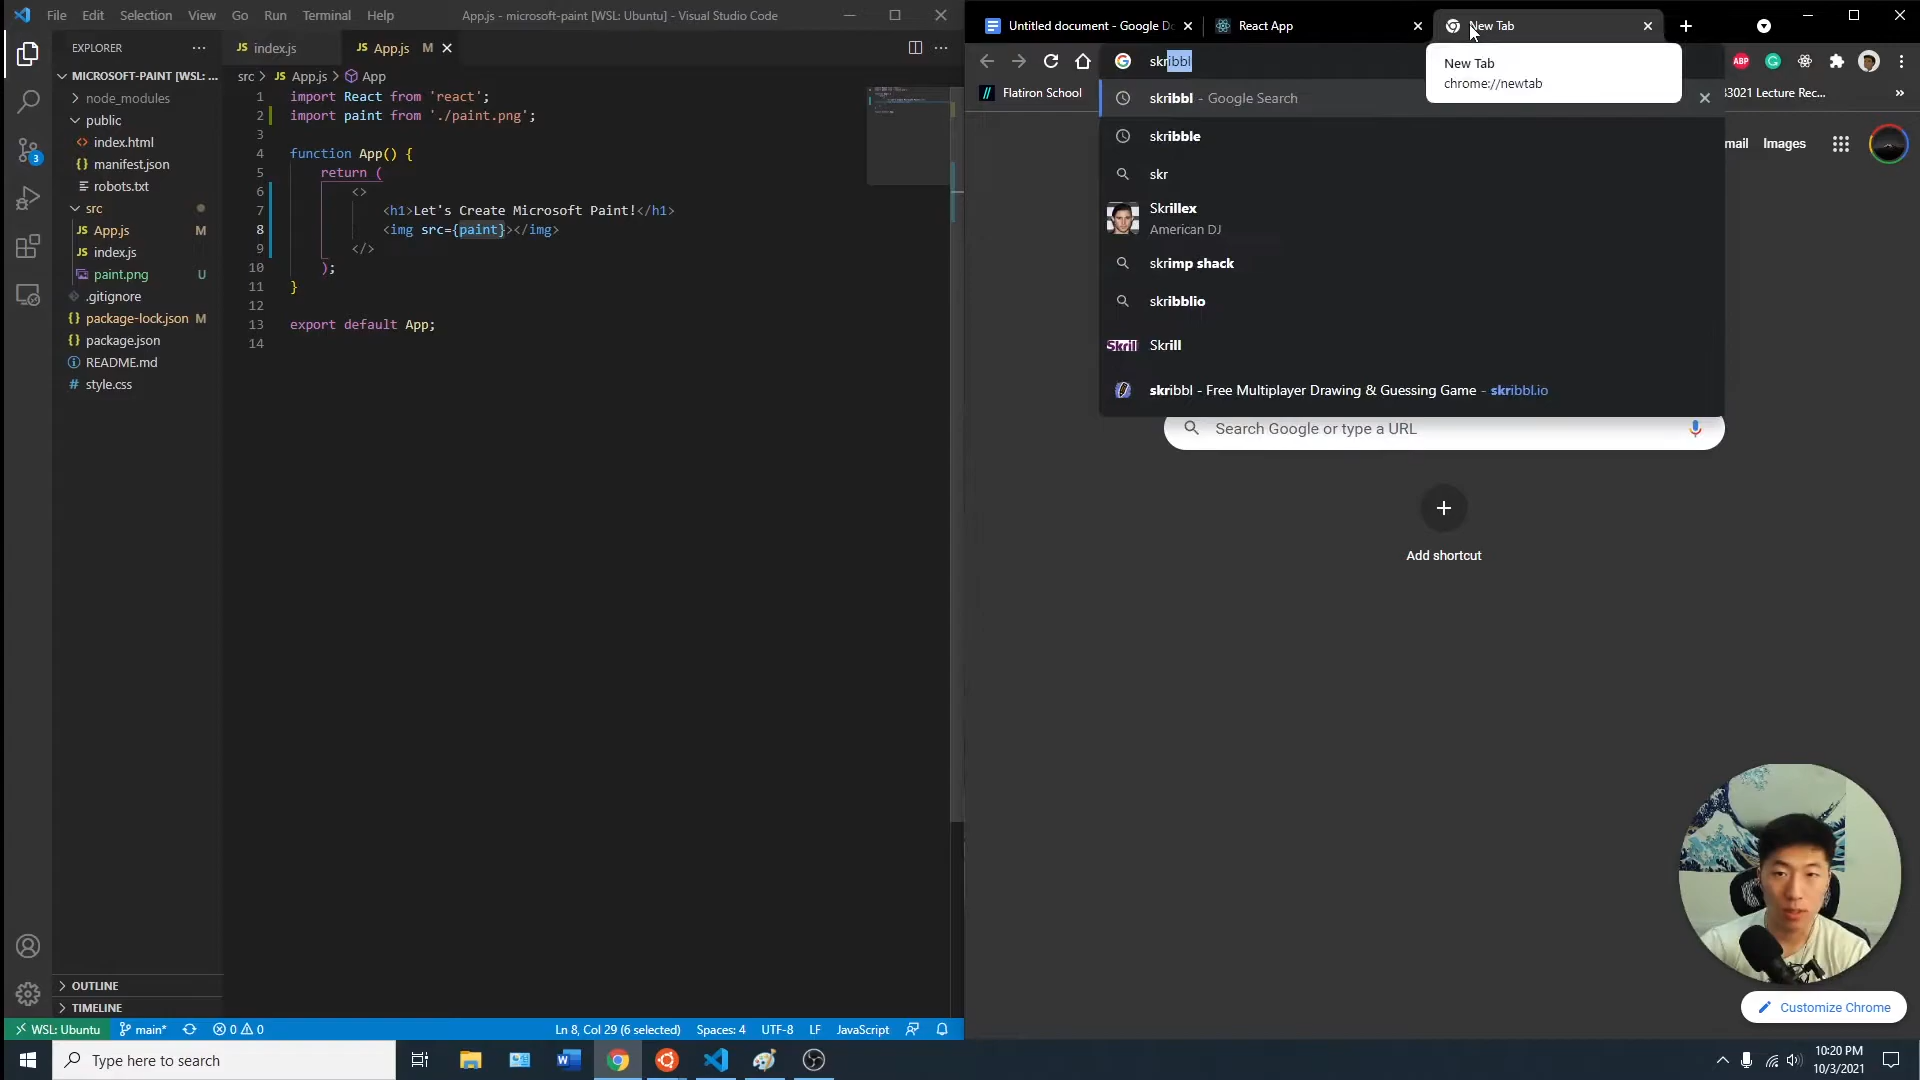 File Edit Selection View Go Run Terminal Help
App.js - microsoft-paint [WSL: Ubuntu] - Visual Studio Code
EXPLORER
MICROSOFT-PAINT [WSL: ...
node_modules
public
index.html
manifest.json
robots.txt
src
App.js M
index.js
paint.png U
.gitignore
package-lock.json M
package.json
README.md
style.css
OUTLINE
TIMELINE
3
JS index.js
JS App.js M
src > JS App.js > App
1 import React from 'react';
2 import paint from './paint.png';
3
4 function App() {
5 return (
6 <>
7 <h1>Let's Create Microsoft Paint!</h1>
8 <img src={paint}></img>
9 </>
10 );
11 }
12
13 export default App;
14
WSL: Ubuntu main* 0 0
Ln 8, Col 29 (6 selected) Spaces: 4 UTF-8 LF JavaScript
Untitled document - Google Do
React App
New Tab
skribbl
New Tab
chrome://newtab
ABP
Flatiron School
83021 Lecture Rec...
mail Images
skribbl - Google Search
skribble
skr
Skrillex
American DJ
skrimp shack
skribblio
Skrill Skrill
skribbl - Free Multiplayer Drawing & Guessing Game - skribbl.io
Search Google or type a URL
Add shortcut
Customize Chrome
Type here to search
10:20 PM
10/3/2021